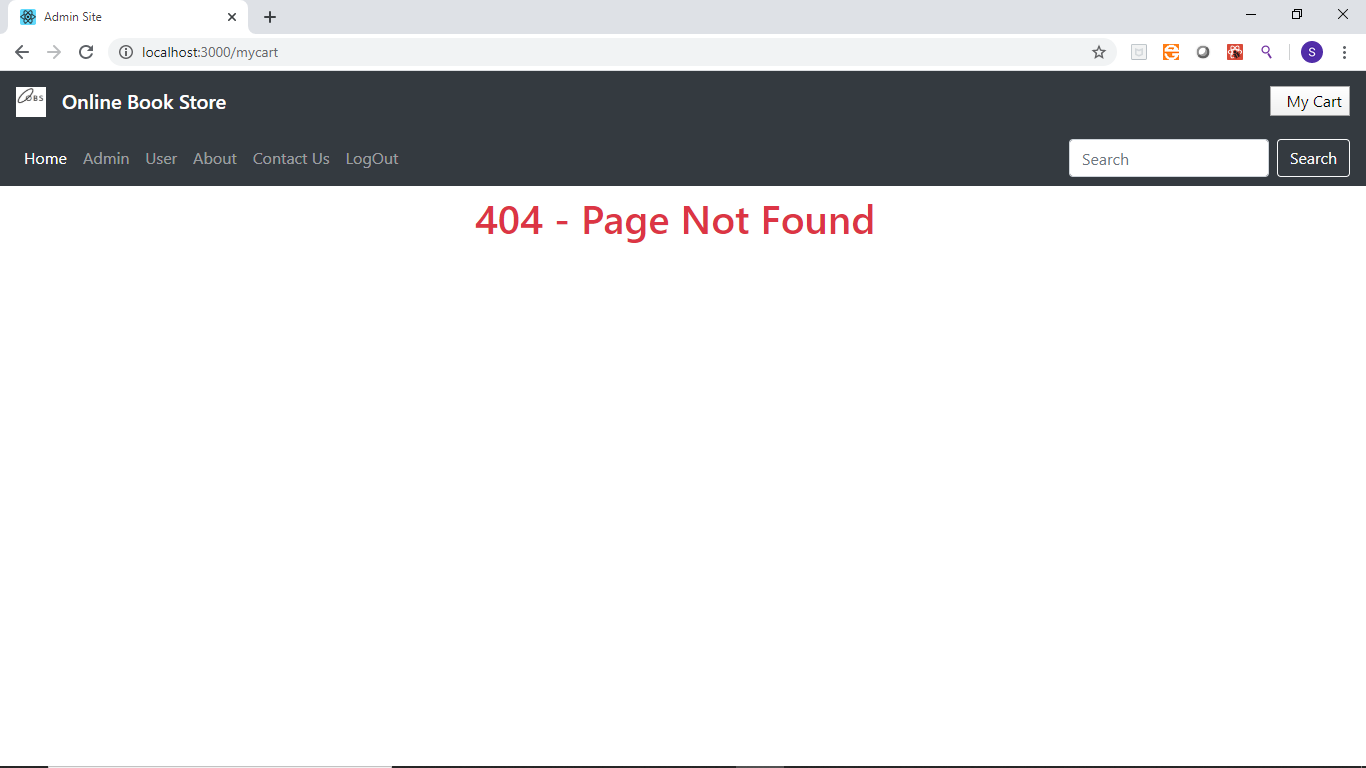 Admin Site
localhost:3000/mycart
S
OBS
Online Book Store
My Cart
Home Admin User About Contact Us LogOut
Search
Search
404 - Page Not Found